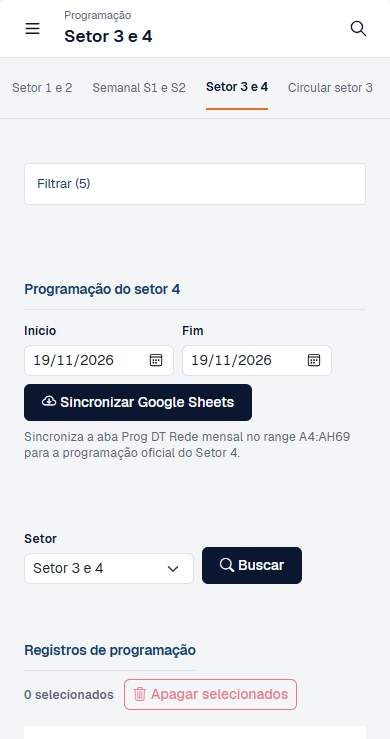 Programação
Setor 3 e 4
Setor 1 e 2
Semanal S1 e S2
Setor 3 e 4
Circular setor 3
Filtrar (5)
Programação do setor 4
Início
Fim
19/11/2026
19/11/2026
Sincronizar Google Sheets
Sincroniza a aba Prog DT Rede mensal no range A4:AH69
para a programação oficial do Setor 4.
Setor
Setor 3 e 4
Buscar
Registros de programação
0 selecionados
Apagar selecionados